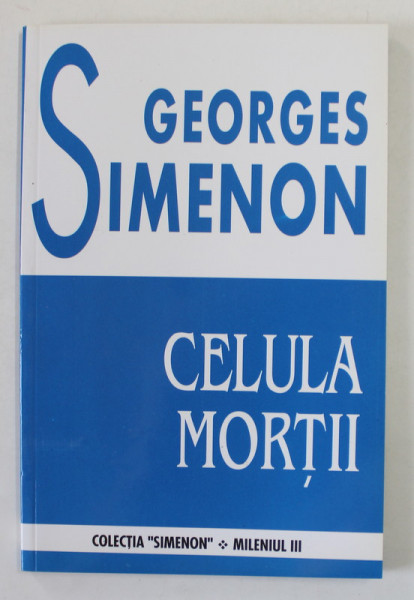 GEORGES
SIMENON
CELULA
MORȚII
COLECȚIA "SIMENON" ❖ MILENIUL III